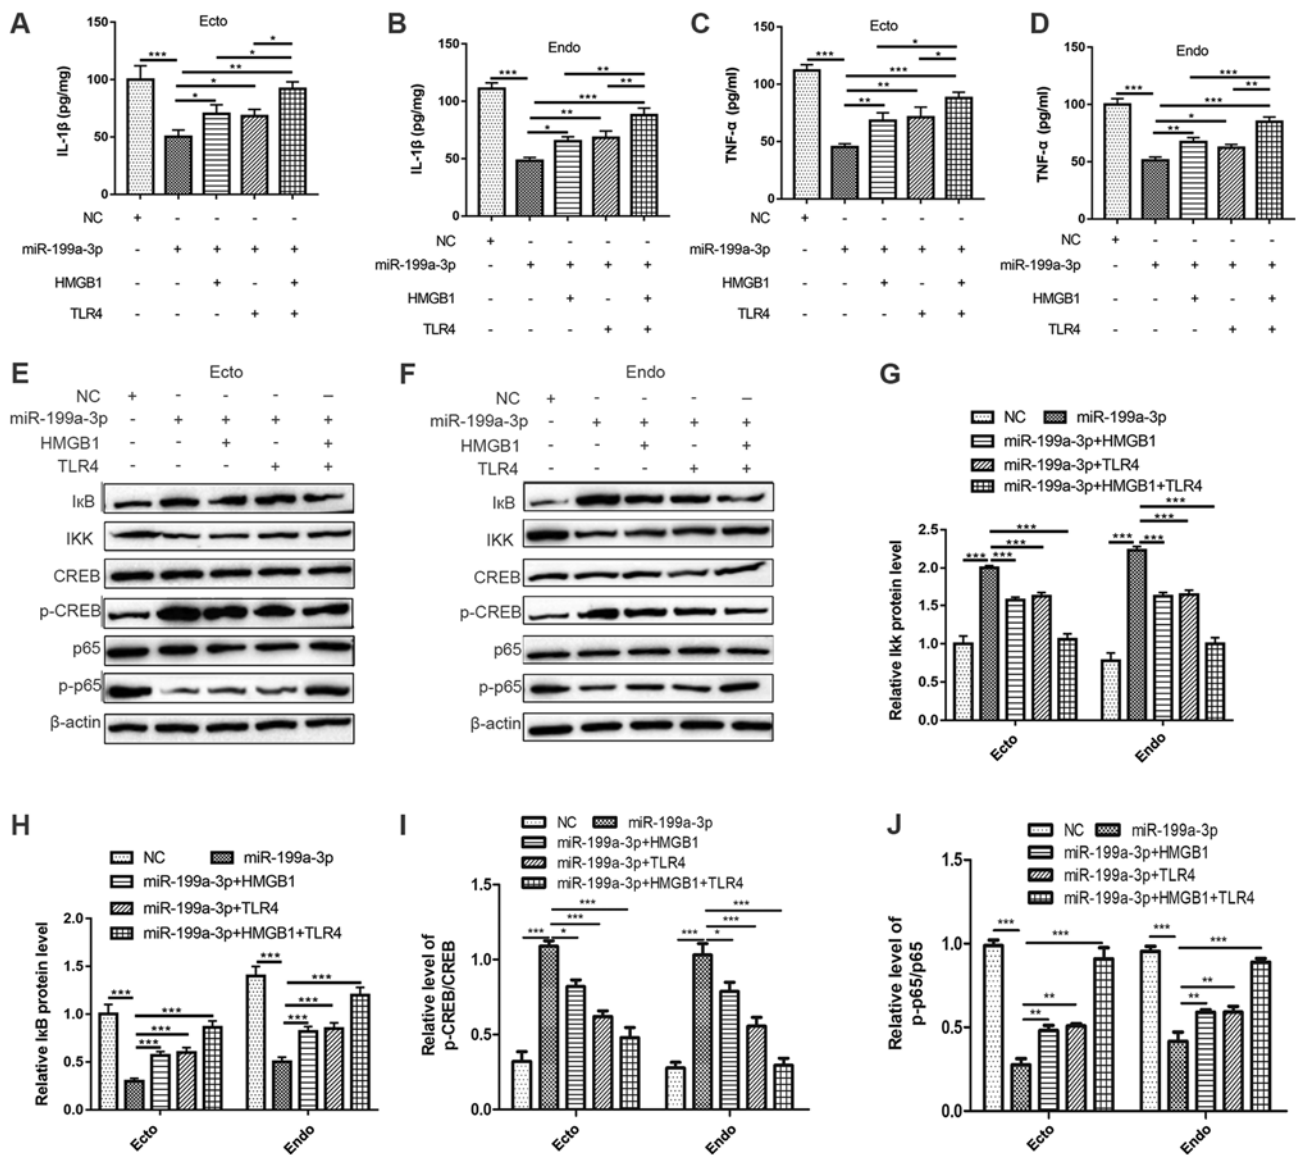 A
Ecto
IL-1β (pg/mg)
150
100
50
0
***
*
**
*
*
*
NC + - - - -
miR-199a-3p - + + + +
HMGB1 - - + - +
TLR4 - - - + +
B
Endo
IL-1β (pg/ml)
150
100
50
0
***
**
**
***
**
*
NC + - - - -
miR-199a-3p - + + + +
HMGB1 - - + - +
TLR4 - - - + +
C
Ecto
TNF-α (pg/ml)
150
100
50
0
***
*
*
***
**
**
NC + - - - -
miR-199a-3p - + + + +
HMGB1 - - + - +
TLR4 - - - + +
D
Endo
TNF-α (pg/ml)
150
100
50
0
***
***
**
***
*
**
NC + - - - -
miR-199a-3p - + + + +
HMGB1 - - + - +
TLR4 - - - + +
E
Ecto
NC + - - - –
miR-199a-3p - + + + +
HMGB1 - - + - +
TLR4 - - - + +
IκB
IKK
CREB
p-CREB
p65
p-p65
β-actin
F
Endo
NC + - - - –
miR-199a-3p - + + + +
HMGB1 - - + - +
TLR4 - - - + +
IκB
IKK
CREB
p-CREB
p65
p-p65
β-actin
G
NC miR-199a-3p
miR-199a-3p+HMGB1
miR-199a-3p+TLR4
miR-199a-3p+HMGB1+TLR4
Relative Ikk protein level
2.5
2.0
1.5
1.0
0.5
0.0
***
***
***
***
***
***
***
***
Ecto
Endo
H
NC miR-199a-3p
miR-199a-3p+HMGB1
miR-199a-3p+TLR4
miR-199a-3p+HMGB1+TLR4
Relative IκB protein level
1.0
1.5
1.0
0.5
0.0
***
***
***
***
***
***
***
***
Ecto
Endo
I
NC miR-199a-3p
miR-199a-3p+HMGB1
miR-199a-3p+TLR4
miR-199a-3p+HMGB1+TLR4
Relative level of
p-CREB/CREB
1.5
1.0
0.5
0.0
***
***
*** *
***
***
*** *
Ecto
Endo
J
NC miR-199a-3p
miR-199a-3p+HMGB1
miR-199a-3p+TLR4
miR-199a-3p+HMGB1+TLR4
Relative level of
p-p65/p65
1.5
1.0
0.5
0.0
***
***
**
**
***
***
**
**
Ecto
Endo